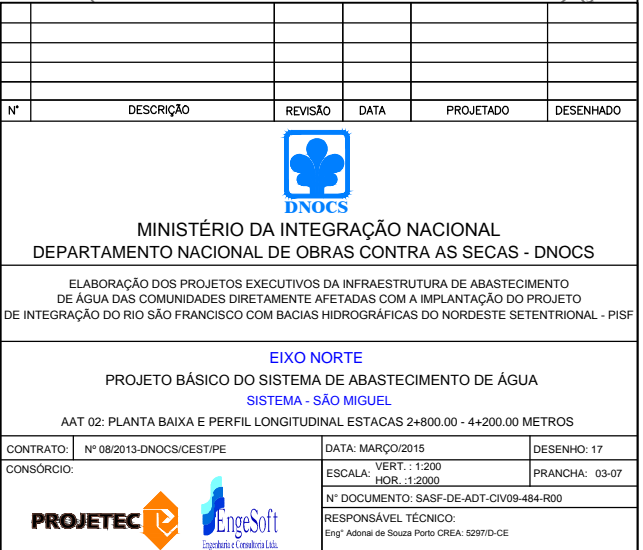 N° DESCRIÇÃO REVISÃO DATA PROJETADO DESENHADO
DNOCS
MINISTÉRIO DA INTEGRAÇÃO NACIONAL
DEPARTAMENTO NACIONAL DE OBRAS CONTRA AS SECAS - DNOCS
ELABORAÇÃO DOS PROJETOS EXECUTIVOS DA INFRAESTRUTURA DE ABASTECIMENTO
DE ÁGUA DAS COMUNIDADES DIRETAMENTE AFETADAS COM A IMPLANTAÇÃO DO PROJETO
DE INTEGRAÇÃO DO RIO SÃO FRANCISCO COM BACIAS HIDROGRÁFICAS DO NORDESTE SETENTRIONAL - PISF
EIXO NORTE
PROJETO BÁSICO DO SISTEMA DE ABASTECIMENTO DE ÁGUA
SISTEMA - SÃO MIGUEL
AAT 02: PLANTA BAIXA E PERFIL LONGITUDINAL ESTACAS 2+800.00 - 4+200.00 METROS
CONTRATO: Nº 08/2013-DNOCS/CEST/PE
DATA: MARÇO/2015
DESENHO: 17
CONSÓRCIO:
ESCALA: VERT. : 1:200
HOR. :1:2000
PRANCHA: 03-07
N° DOCUMENTO: SASF-DE-ADT-CIV09-484-R00
PROJETEC
EngeSoft
Engenharia e Consultoria Ltda.
RESPONSÁVEL TÉCNICO:
Eng° Adonai de Souza Porto CREA: 5297/D-CE